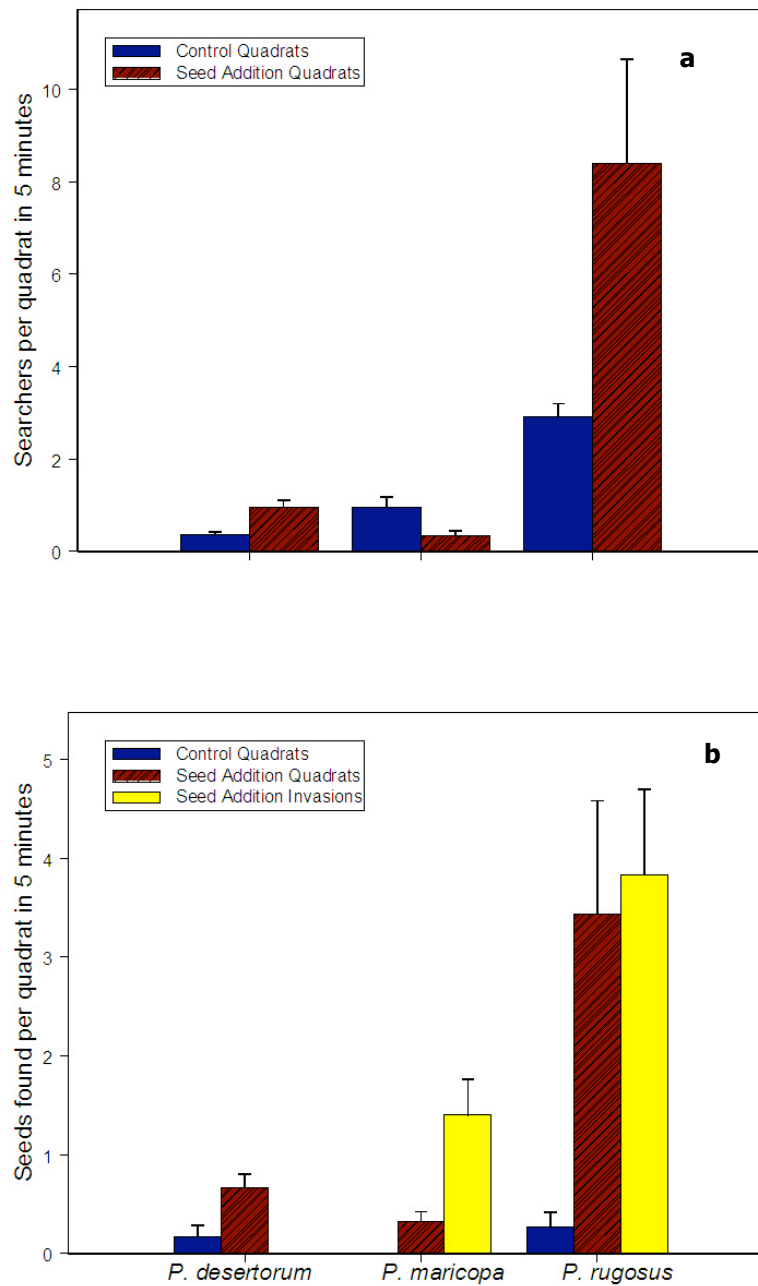 Control Quadrats
Seed Addition Quadrats
a
Searchers per quadrat in 5 minutes
10
8
6
4
2
0
Control Quadrats
Seed Addition Quadrats
Seed Addition Invasions
b
Seeds found per quadrat in 5 minutes
5
4
3
2
1
0
P. desertorum P. maricopa P. rugosus